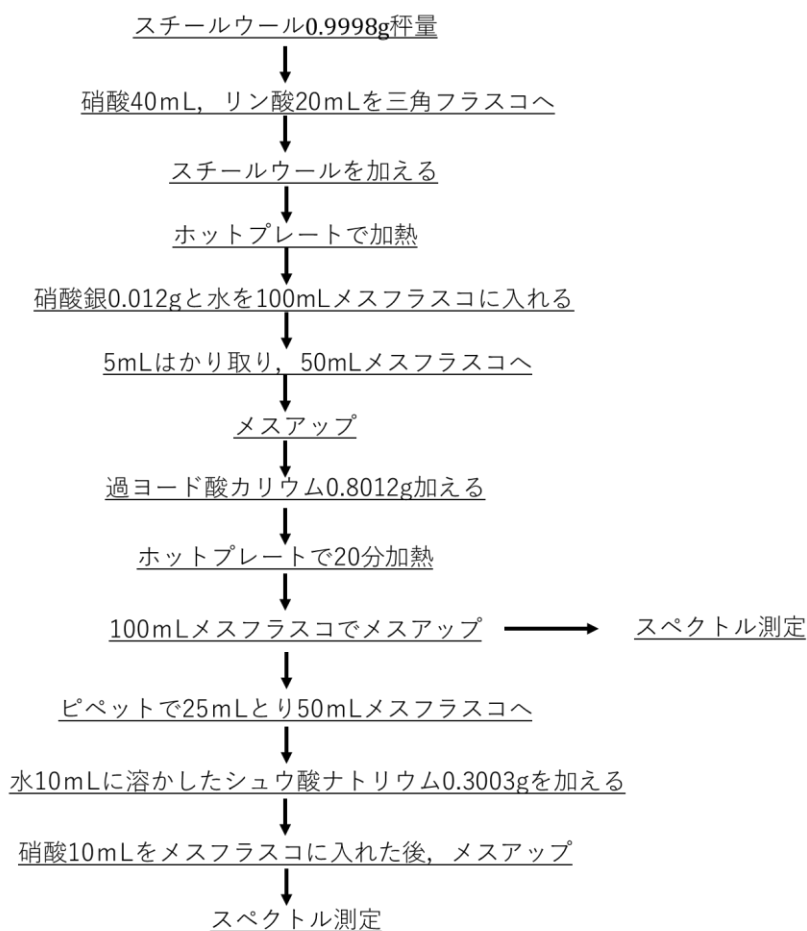 スチールウール0.9998g秤量
硝酸40mL，リン酸20mLを三角フラスコへ
スチールウールを加える
ホットプレートで加熱
硝酸銀0.012gと水を100mLメスフラスコに入れる
5mLはかり取り，50mLメスフラスコへ
メスアップ
過ヨード酸カリウム0.8012g加える
ホットプレートで20分加熱
100mLメスフラスコでメスアップ
スペクトル測定
ピペットで25mLとり50mLメスフラスコへ
水10mLに溶かしたシュウ酸ナトリウム0.3003gを加える
硝酸10mLをメスフラスコに入れた後，メスアップ
スペクトル測定